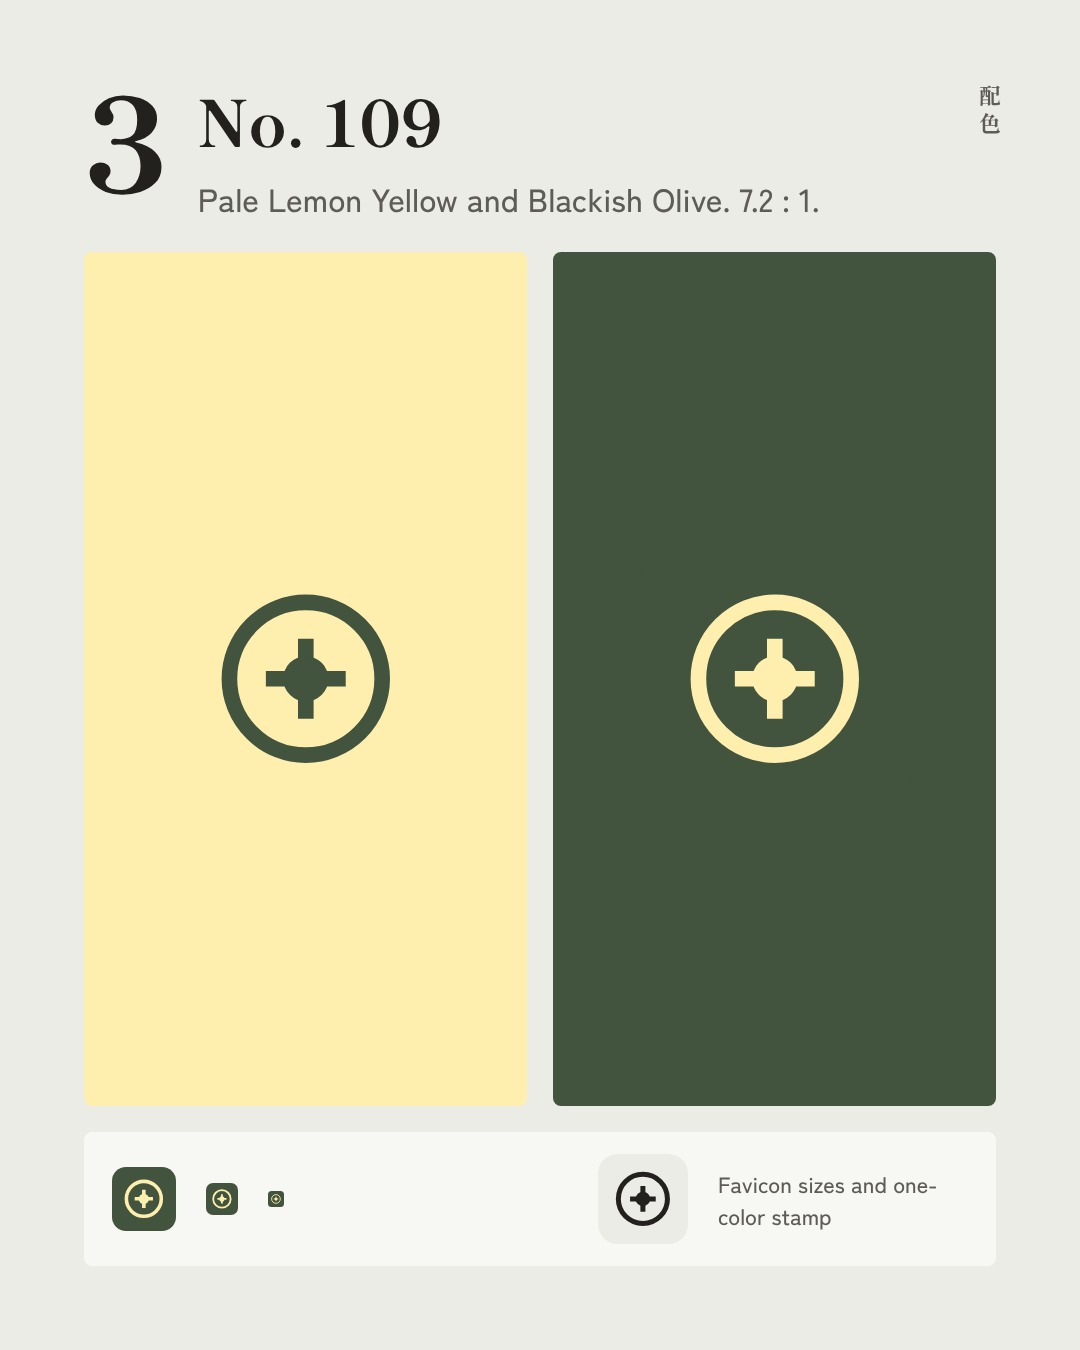 3
No. 109
配色
Pale Lemon Yellow and Blackish Olive. 7.2 : 1.
Favicon sizes and one-
color stamp